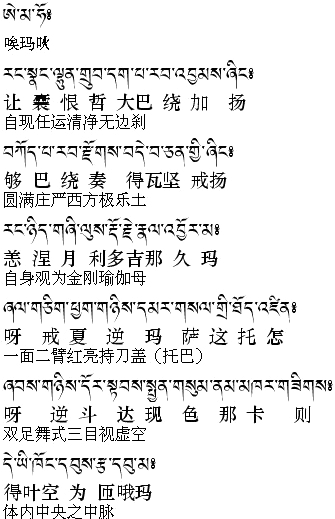 ཨེ་མ་ཧོ༔
唉玛吙
རང་སྣང་ལྷུན་གྲུབ་དག་པ་རབ་འབྱམས་ཞིང༔
让 囊 恨 哲 大巴 绕 加 扬
自现任运清净无边刹
བཀོད་པ་རབ་རྫོགས་བདེ་བ་ཅན་གྱི་ཞིང༔
够 巴 绕 奏 得瓦坚 戒扬
圆满庄严西方极乐土
རང་ཉིད་གཞི་ལུས་རྡོ་རྗེ་རྣལ་འབྱོར་མ༔
恙 涅 月 利多吉那 久 玛
自身观为金刚瑜伽母
ཞལ་གཅིག་ཕྱག་གཉིས་དམར་གསལ་གྲི་ཐོད་འཛིན༔
呀 戒 夏 逆 玛 萨 这 托 怎
一面二臂红亮持刀盖（托巴）
ཞབས་གཉིས་དོར་སྟབས་སྤྱན་གསུམ་ནམ་མཁར་གཟིགས༔
呀 逆 斗 达 现 色 那 卡 则
双足舞式三目视虚空
དེ་ཡི་ཁོང་དབུས་རྩ་དབུ་མ༔
得叶空 为 匝哦玛
体内中央之中脉